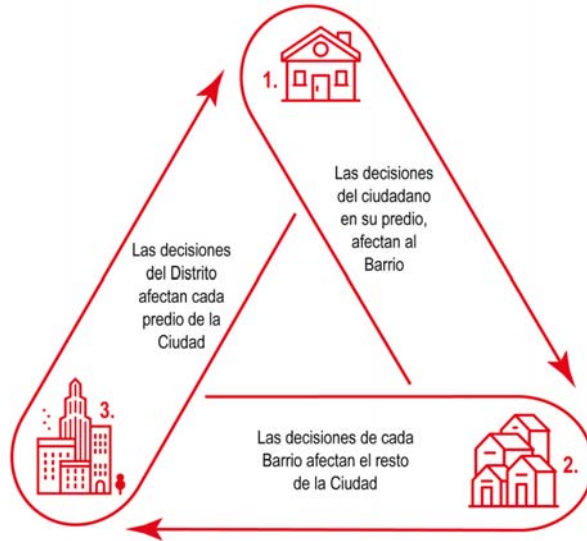 1.
Las decisiones
del ciudadano
en su predio,
afectan al
Barrio
2.
Las decisiones de cada
Barrio afectan el resto
de la Ciudad
3.
Las decisiones
del Distrito
afectan cada
predio de la
Ciudad